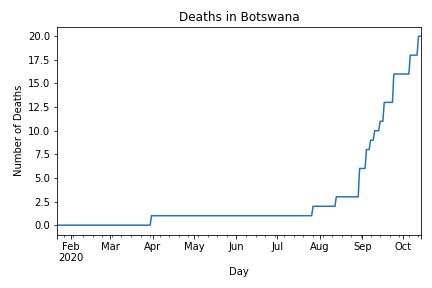 Deaths in Botswana
20.0
17.5
15.0
12.5
10.0
7.5
5.0
2.5
0.0
Number of Deaths
Feb Mar Apr May Jun Jul Aug Sep Oct
2020
Day